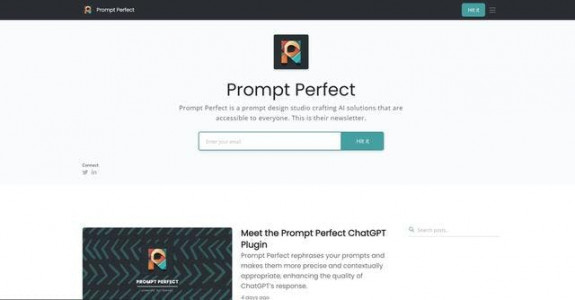 Prompt Perfect
Hit it
Prompt Perfect
Prompt Perfect is a prompt design studio crafting AI solutions that are
accessible to everyone. This is their newsletter.
Enter your email
Hit it
Connect
Meet the Prompt Perfect ChatGPT
Plugin
Prompt Perfect rephrases your prompts and
makes them more precise and contextually
appropriate, enhancing the quality of
ChatGPT's response.
4 days ago
Search posts...
PROMPT PERFECT